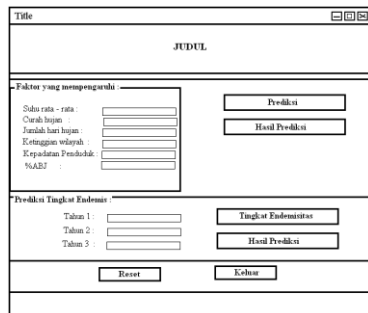 Title
JUDUL
Faktor yang mempengaruhi :
Suhu rata - rata :
Curah hujan :
Jumlah hari hujan :
Ketinggian wilayah :
Kepadatan Penduduk :
%ABJ :
Prediksi
Hasil Prediksi
Prediksi Tingkat Endemis :
Tahun 1 :
Tahun 2 :
Tahun 3 :
Tingkat Endemisitas
Hasil Prediksi
Reset
Keluar